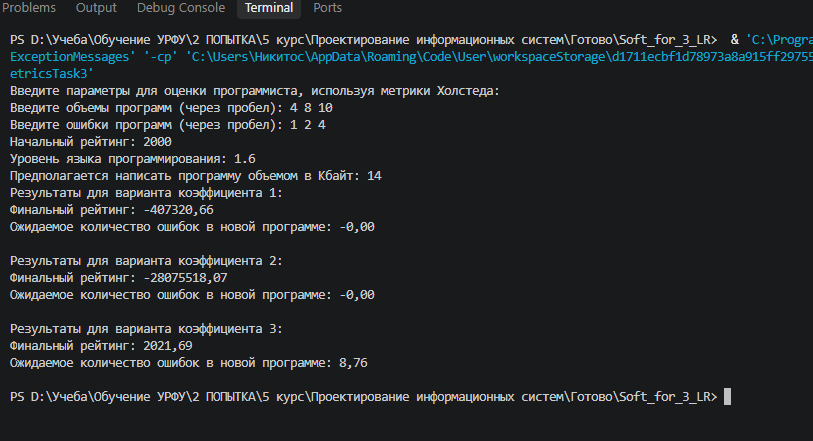 Problems Output Debug Console Terminal Ports
PS D:\Учеба\Обучение УРФУ\2 ПОПЫТКА\5 курс\Проектирование информационных систем\Готово\Soft_for_3_LR>  & 'C:\Progra
ExceptionMessages' '-cp' 'C:\Users\Никитос\AppData\Roaming\Code\User\workspaceStorage\d1711ecbf1d78973a8a915ff29755
etricsTask3'
Введите параметры для оценки программиста, используя метрики Холстеда:
Введите объемы программ (через пробел): 4 8 10
Введите ошибки программ (через пробел): 1 2 4
Начальный рейтинг: 2000
Уровень языка программирования: 1.6
Предполагается написать программу объемом в Кбайт: 14
Результаты для варианта коэффициента 1:
Финальный рейтинг: -407320,66
Ожидаемое количество ошибок в новой программе: -0,00
Результаты для варианта коэффициента 2:
Финальный рейтинг: -28075518,07
Ожидаемое количество ошибок в новой программе: -0,00
Результаты для варианта коэффициента 3:
Финальный рейтинг: 2021,69
Ожидаемое количество ошибок в новой программе: 8,76
PS D:\Учеба\Обучение УРФУ\2 ПОПЫТКА\5 курс\Проектирование информационных систем\Готово\Soft_for_3_LR>